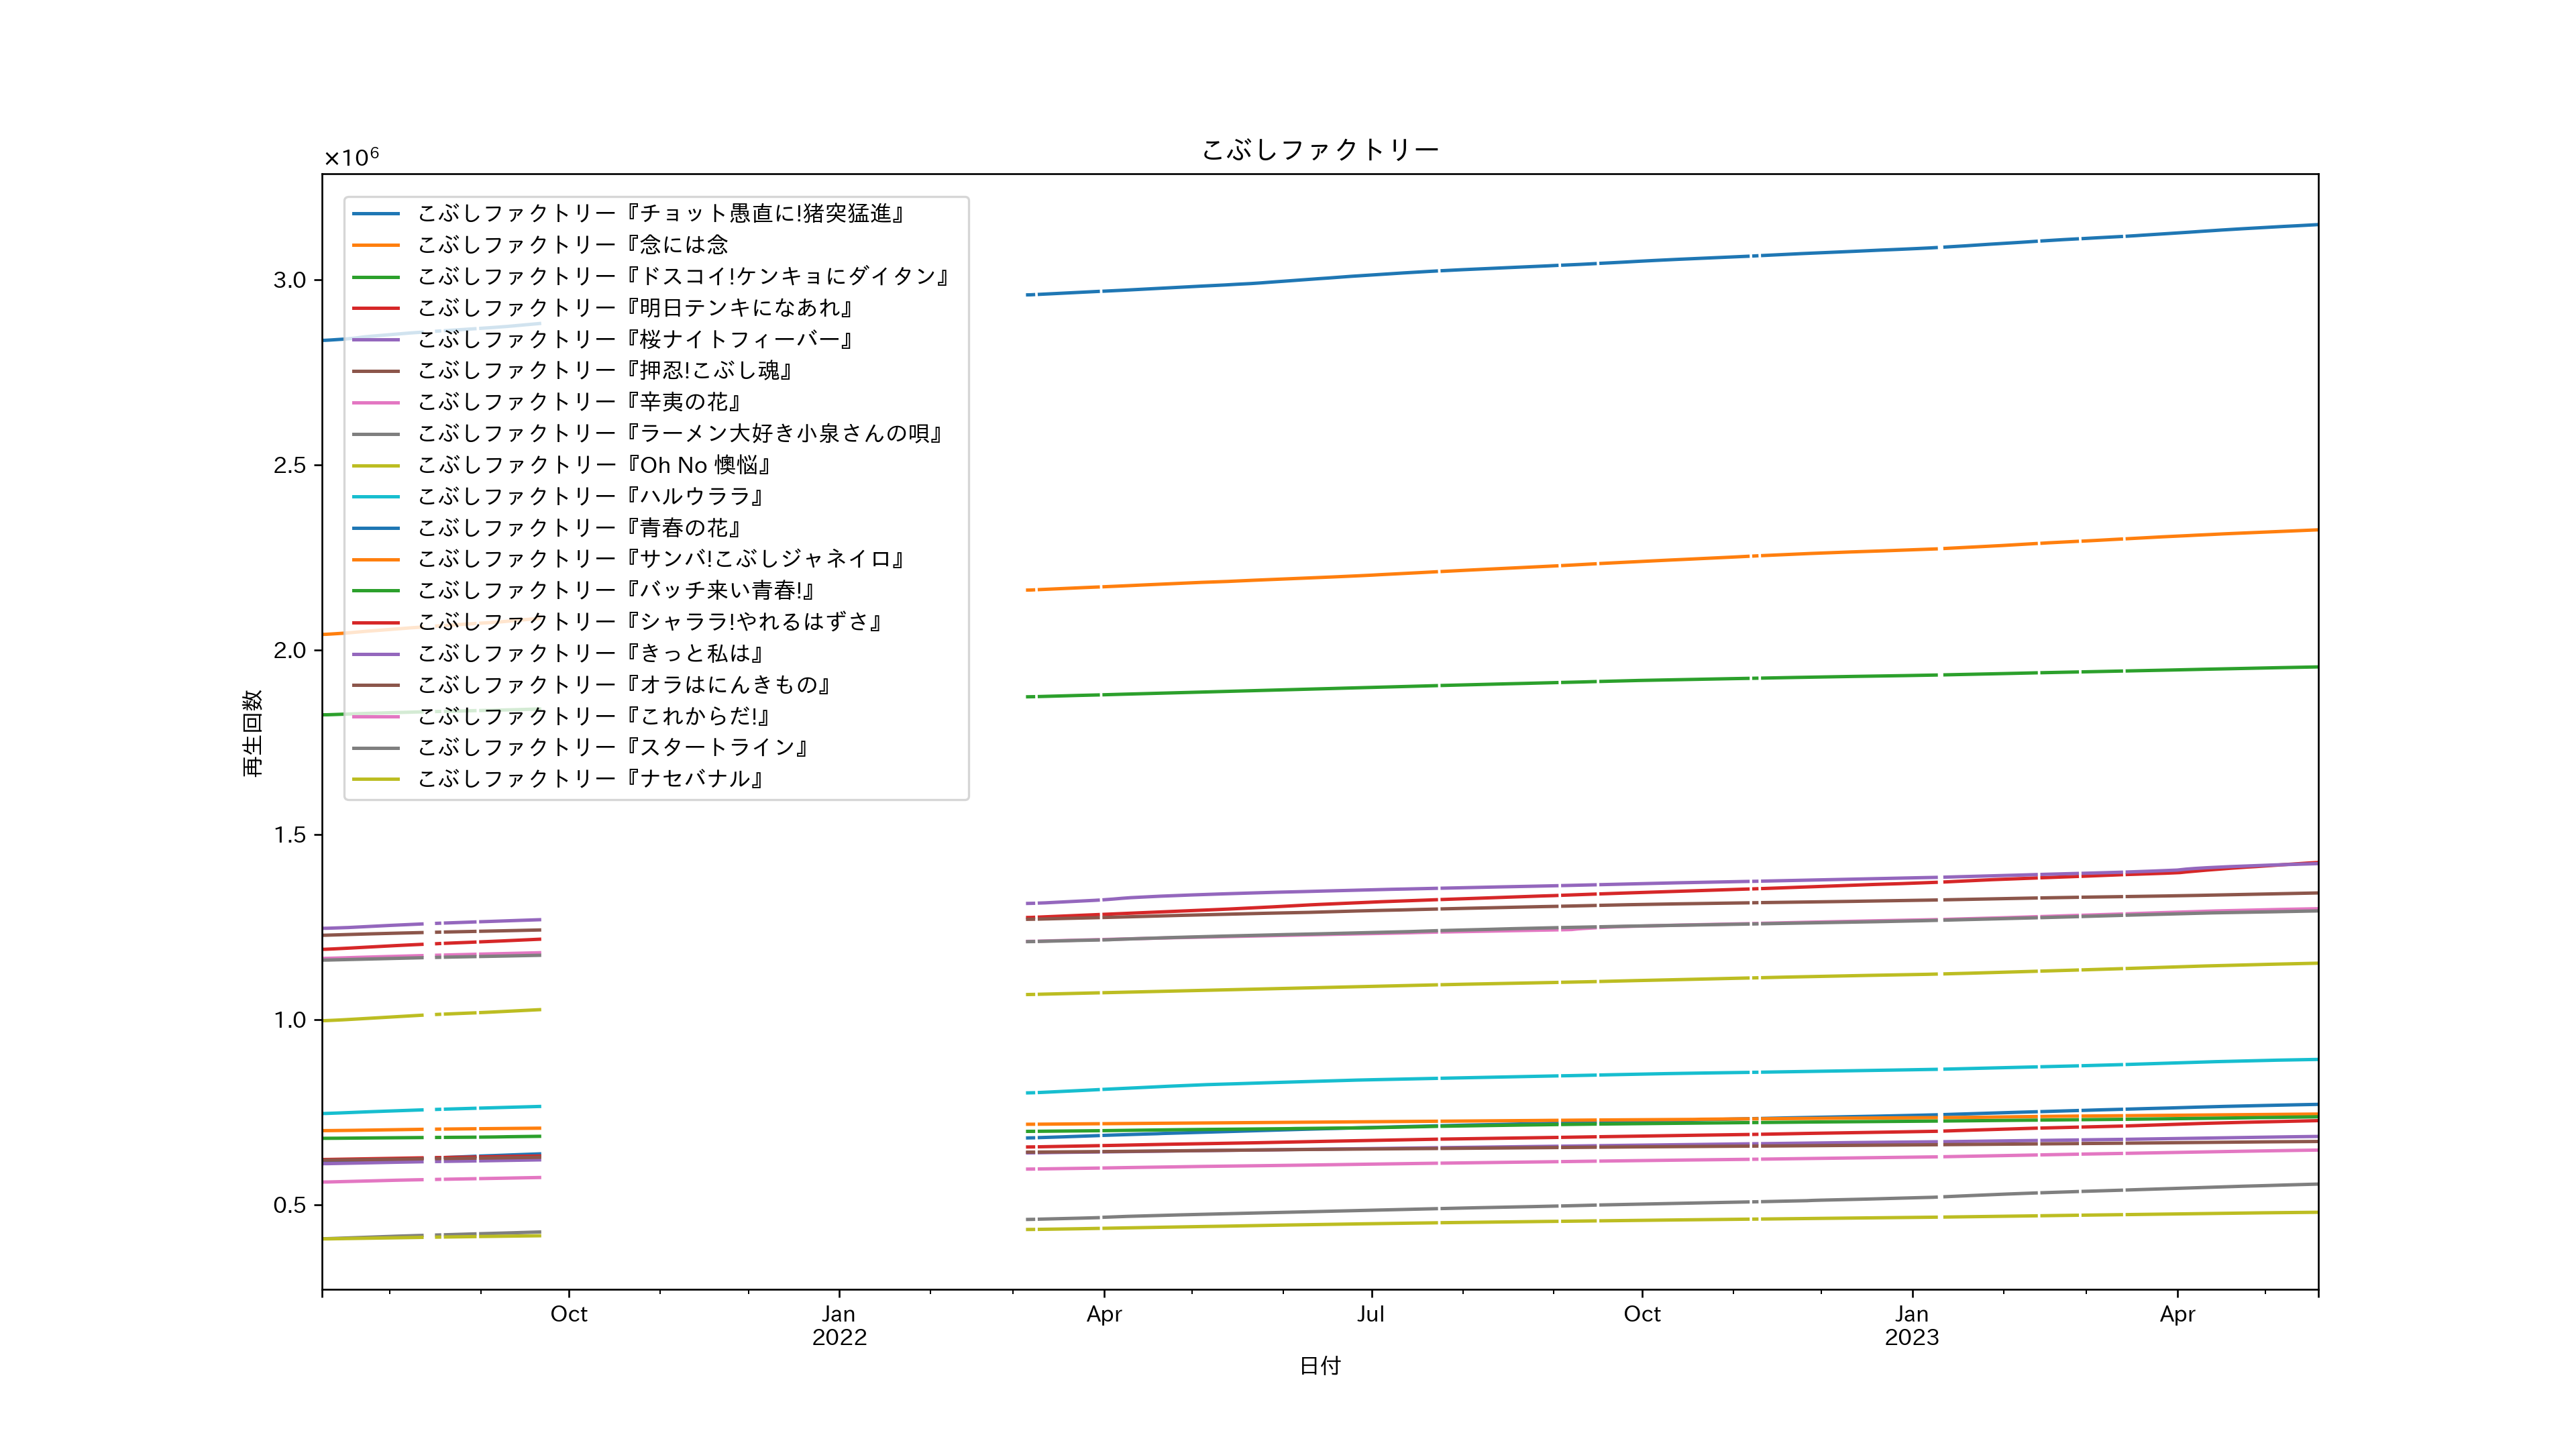 こぶしファクトリー
×10⁶
こぶしファクトリー『チョット愚直に!猪突猛進』
こぶしファクトリー『念には念
こぶしファクトリー『ドスコイ!ケンキョにダイタン』
こぶしファクトリー『明日テンキになあれ』
こぶしファクトリー『桜ナイトフィーバー』
こぶしファクトリー『押忍!こぶし魂』
こぶしファクトリー『辛夷の花』
こぶしファクトリー『ラーメン大好き小泉さんの唄』
こぶしファクトリー『Oh No 懊悩』
こぶしファクトリー『ハルウララ』
こぶしファクトリー『青春の花』
こぶしファクトリー『サンバ!こぶしジャネイロ』
こぶしファクトリー『バッチ来い青春!』
こぶしファクトリー『シャララ!やれるはずさ』
こぶしファクトリー『きっと私は』
こぶしファクトリー『オラはにんきもの』
こぶしファクトリー『これからだ!』
こぶしファクトリー『スタートライン』
こぶしファクトリー『ナセバナル』
3.0
2.5
2.0
1.5
1.0
0.5
再生回数
Oct Jan Apr Jul Oct Jan Apr
2022 2023
日付